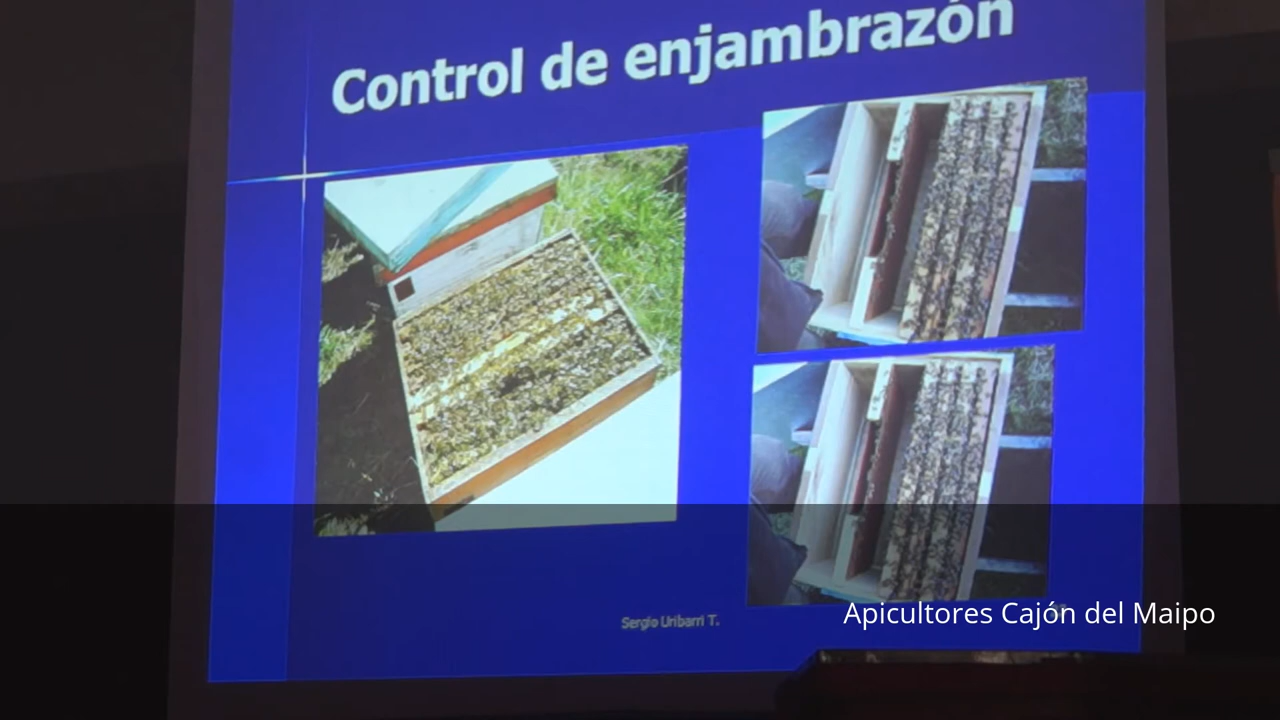 Control de enjambrazón
Sergio Uribarri T.
Apicultores Cajón del Maipo